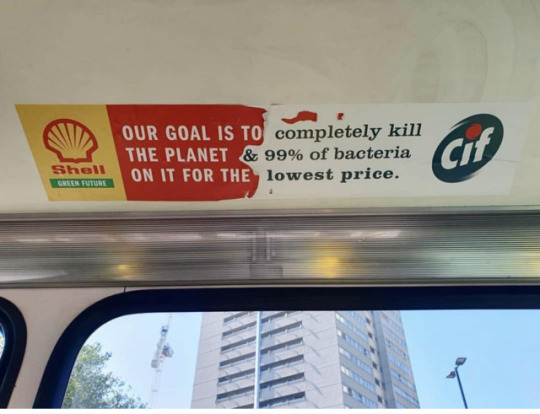 Shell
GREEN FUTURE
OUR GOAL IS TO completely kill
THE PLANET & 99% of bacteria
ON IT FOR THE lowest price.
Cif